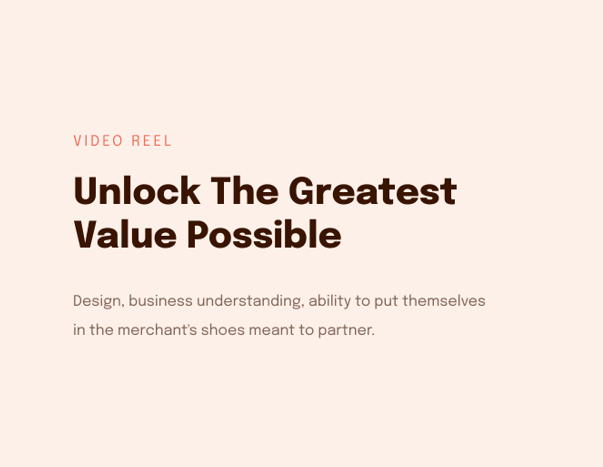 VIDEO REEL
Unlock The Greatest
Value Possible
Design, business understanding, ability to put themselves
in the merchant's shoes meant to partner.